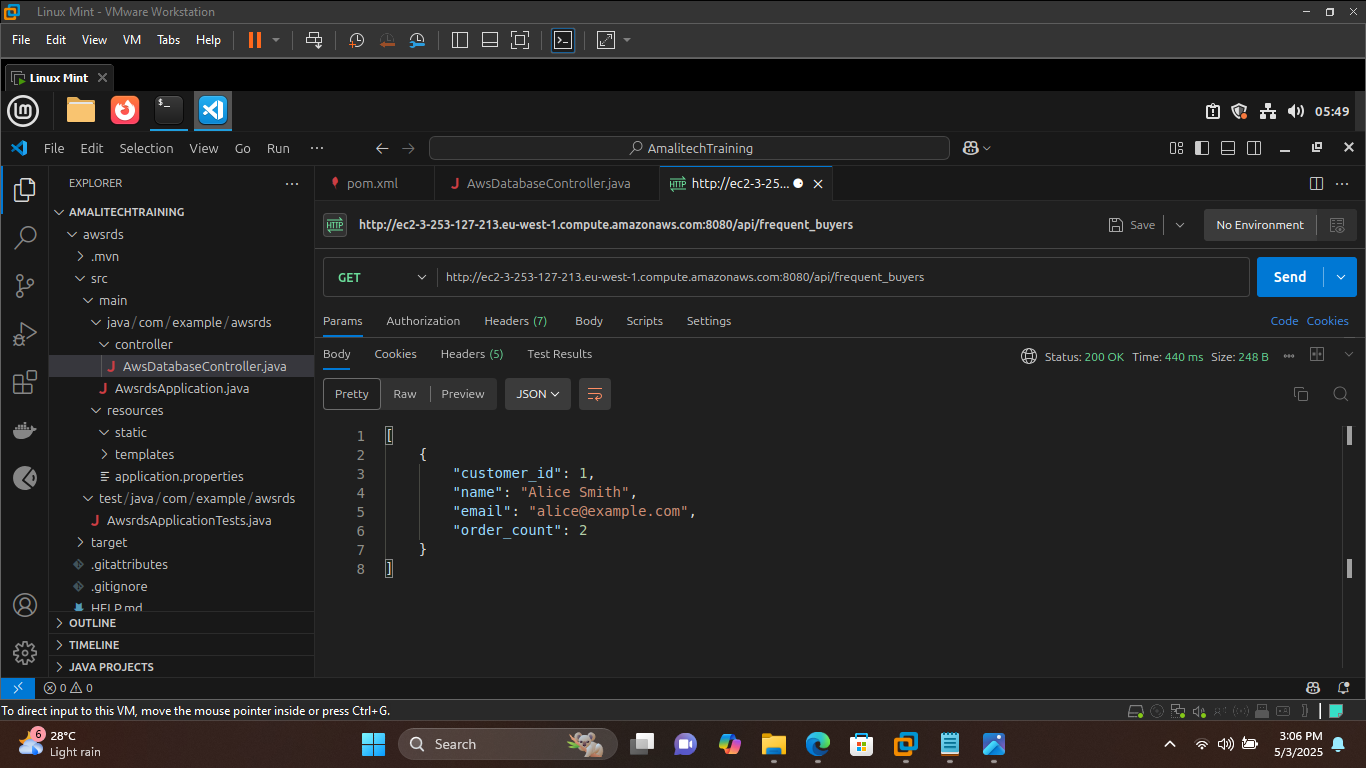 Linux Mint - VMware Workstation
File Edit View VM Tabs Help
Linux Mint
05:49
File Edit Selection View Go Run ··· AmalitechTraining
EXPLORER ···
pom.xml
AwsDatabaseController.java
http://ec2-3-25...
AMALITECHTRAINING
awsrds
.mvn
src
main
java/com/example/awsrds
controller
AwsDatabaseController.java
AwsrdsApplication.java
resources
static
templates
application.properties
test/java/com/example/awsrds
AwsrdsApplicationTests.java
target
.gitattributes
.gitignore
HELP.md
OUTLINE
TIMELINE
JAVA PROJECTS
HTTP http://ec2-3-253-127-213.eu-west-1.compute.amazonaws.com:8080/api/frequent_buyers Save No Environment
GET http://ec2-3-253-127-213.eu-west-1.compute.amazonaws.com:8080/api/frequent_buyers Send
Params Authorization Headers (7) Body Scripts Settings Code Cookies
Body Cookies Headers (5) Test Results Status: 200 OK Time: 440 ms Size: 248 B
Pretty Raw Preview JSON
1 [
2 {
3 "customer_id": 1,
4 "name": "Alice Smith",
5 "email": "alice@example.com",
6 "order_count": 2
7 }
8 ]
0 0
To direct input to this VM, move the mouse pointer inside or press Ctrl+G.
6
28°C
Light rain
Search
3:06 PM
5/3/2025